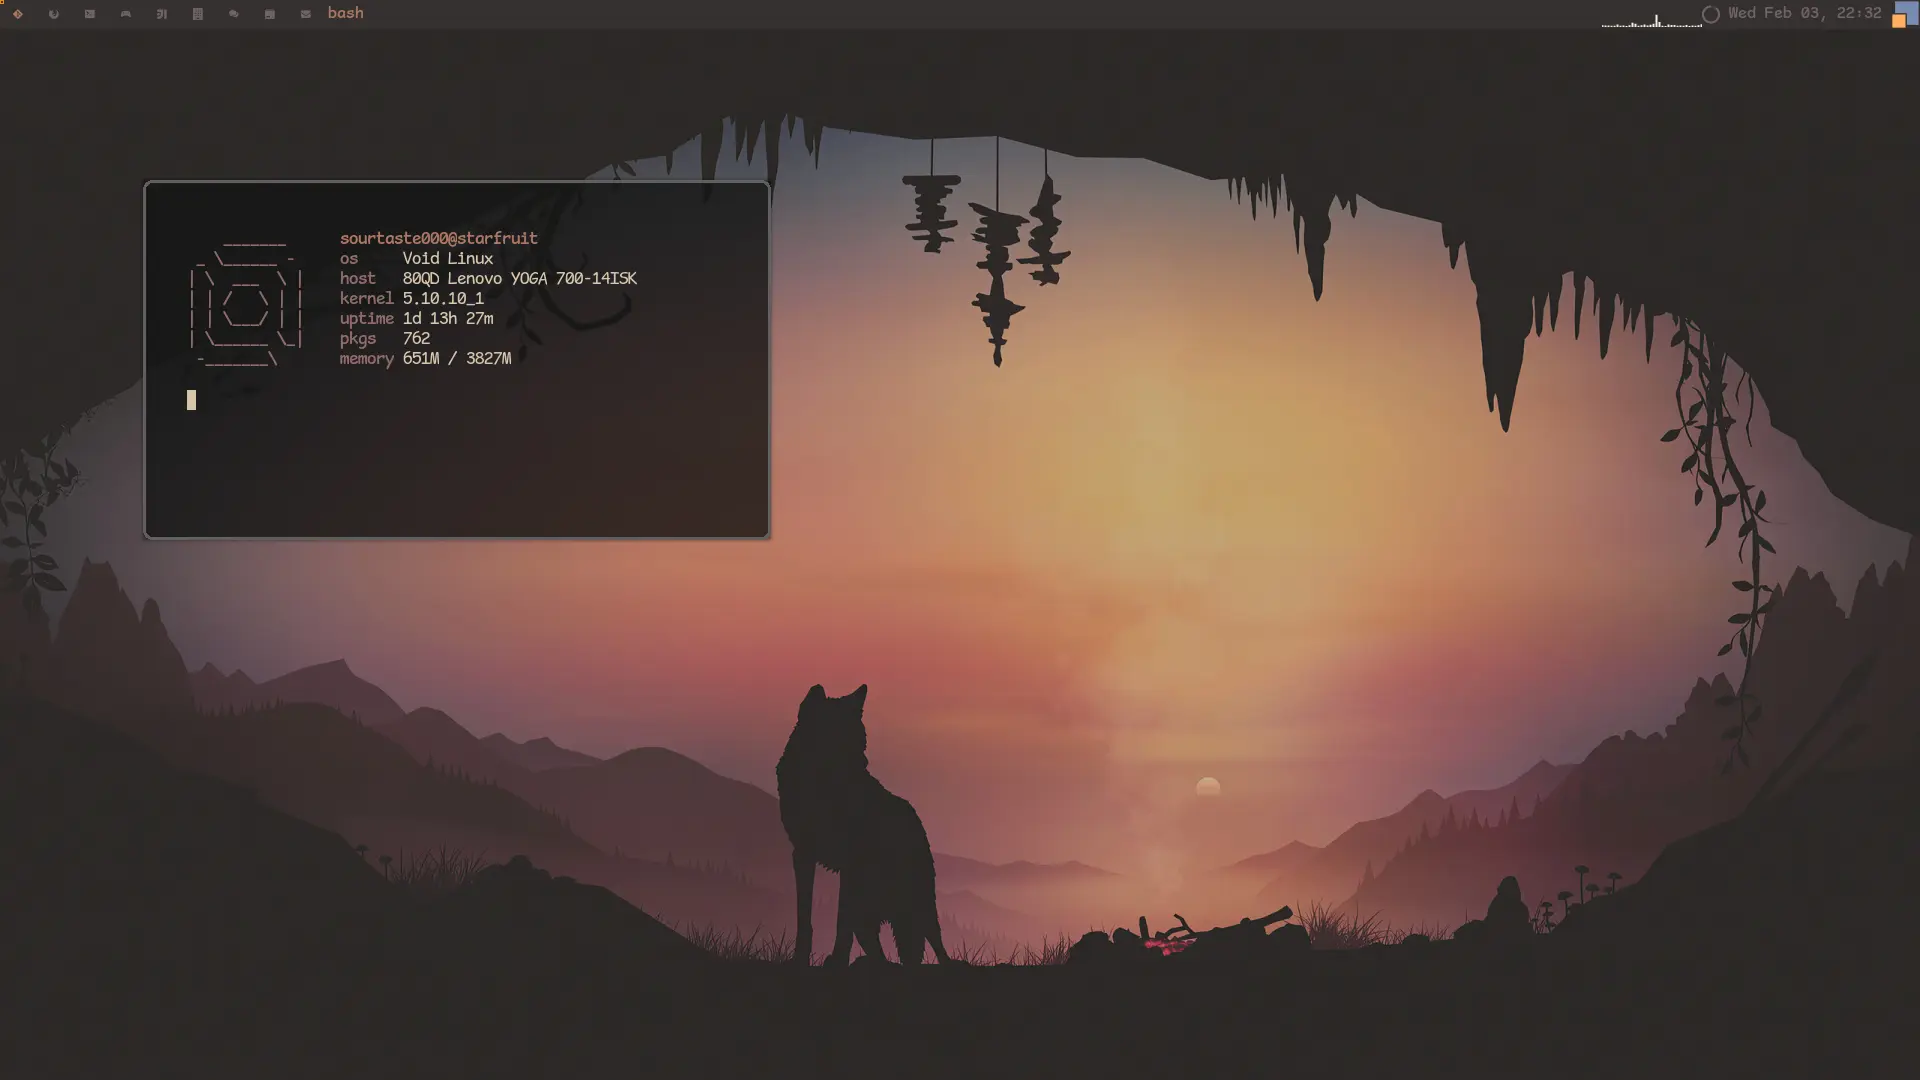 bash
Wed Feb 03, 22:32
sourtaste000@starfruit
os Void Linux
host 80QD Lenovo YOGA 700-14ISK
kernel 5.10.10_1
uptime 1d 13h 27m
pkgs 762
memory 651M / 3827M